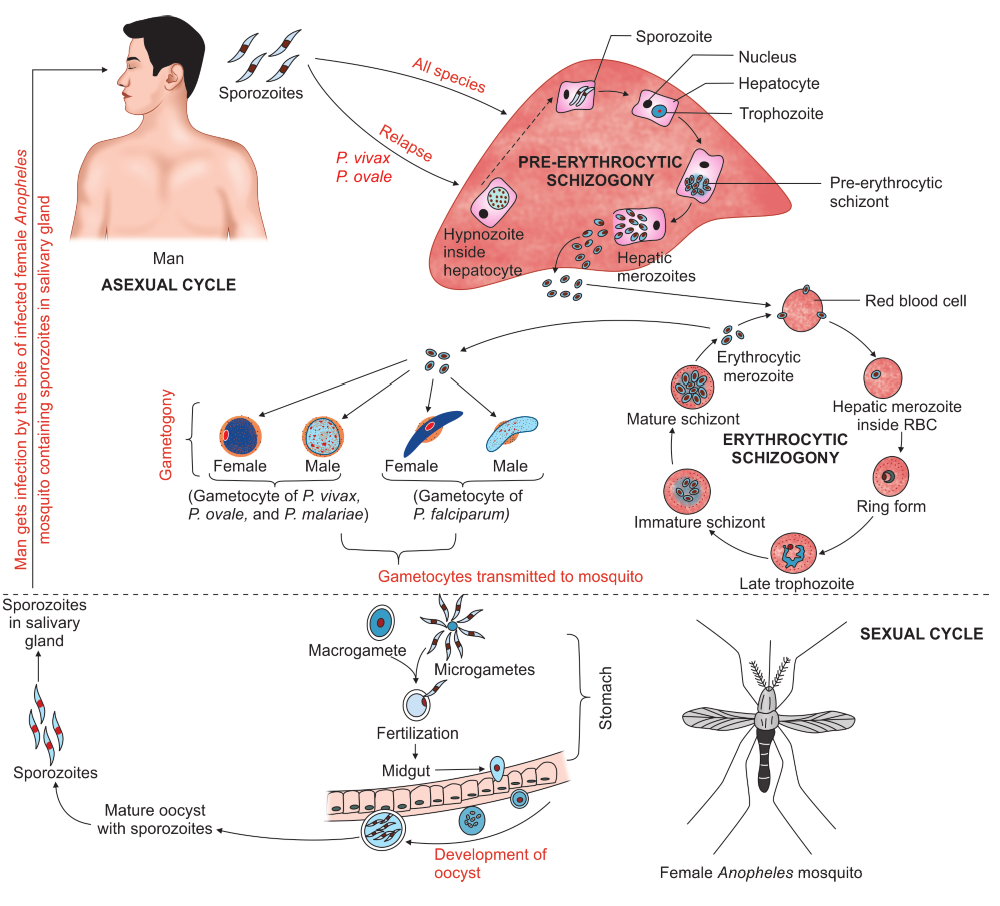 Man gets infection by the bite of infected female Anopheles
mosquito containing sporozoites in salivary gland
Sporozoites
Man
ASEXUAL CYCLE
All species
Relapse
P. vivax
P. ovale
Sporozoite
Nucleus
Hepatocyte
Trophozoite
PRE-ERYTHROCYTIC
SCHIZOGONY
Pre-erythrocytic
schizont
Hypnozoite
inside
hepatocyte
Hepatic
merozoites
Red blood cell
Erythrocytic
merozoite
Hepatic merozoite
inside RBC
Mature schizont
ERYTHROCYTIC
SCHIZOGONY
Ring form
Immature schizont
Late trophozoite
Gametogony
Female
Male
Female
Male
(Gametocyte of P. vivax,
P. ovale, and P. malariae)
(Gametocyte of
P. falciparum)
Gametocytes transmitted to mosquito
Sporozoites
in salivary
gland
SEXUAL CYCLE
Macrogamete
Microgametes
Stomach
Fertilization
Midgut
Sporozoites
Mature oocyst
with sporozoites
Development of
oocyst
Female Anopheles mosquito